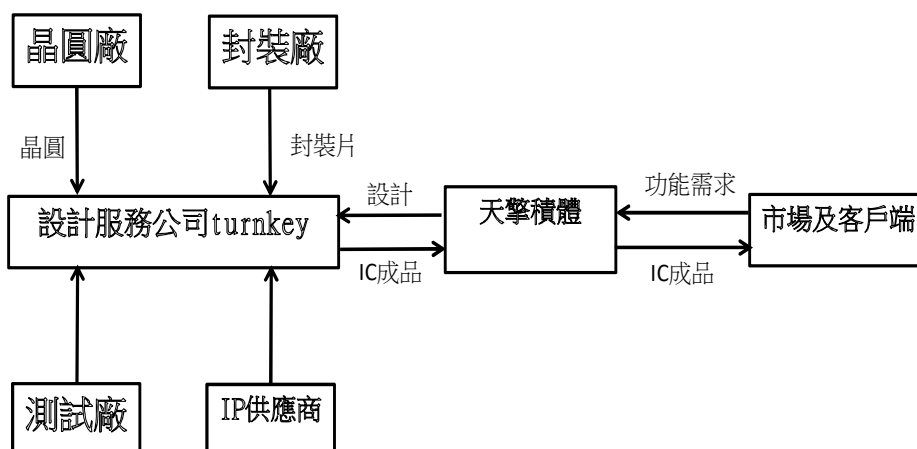 晶圓廠
封裝廠
晶圓
封裝片
設計服務公司turnkey
設計
IC成品
天擎積體
功能需求
IC成品
市場及客戶端
測試廠
IP供應商